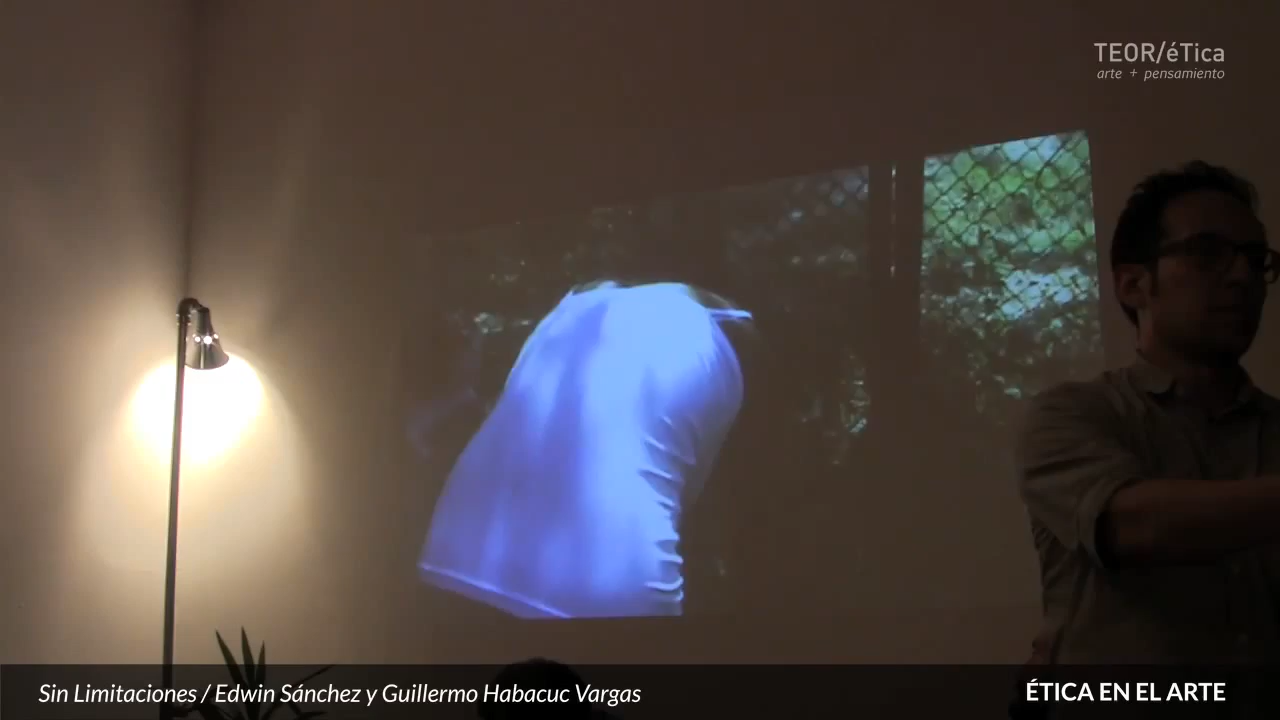 TEOR/éTica
arte + pensamiento
Sin Limitaciones / Edwin Sánchez y Guillermo Habacuc Vargas
ÉTICA EN EL ARTE